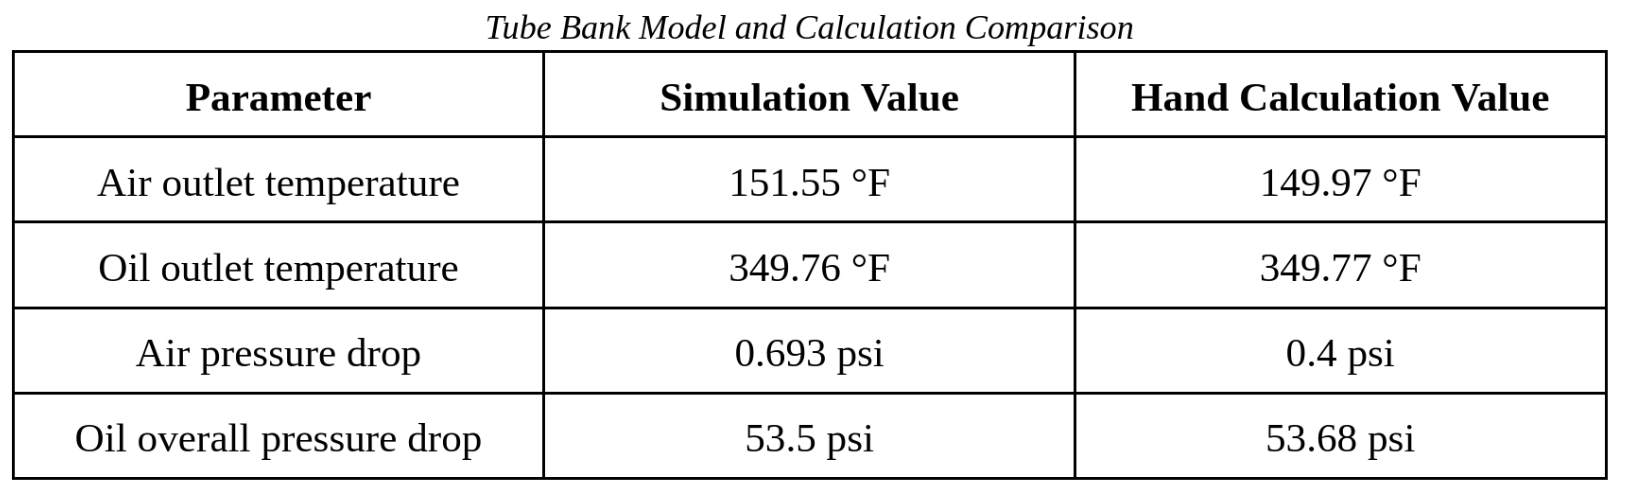 Tube Bank Model and Calculation Comparison
Parameter Simulation Value Hand Calculation Value
Air outlet temperature 151.55 °F 149.97 °F
Oil outlet temperature 349.76 °F 349.77 °F
Air pressure drop 0.693 psi 0.4 psi
Oil overall pressure drop 53.5 psi 53.68 psi